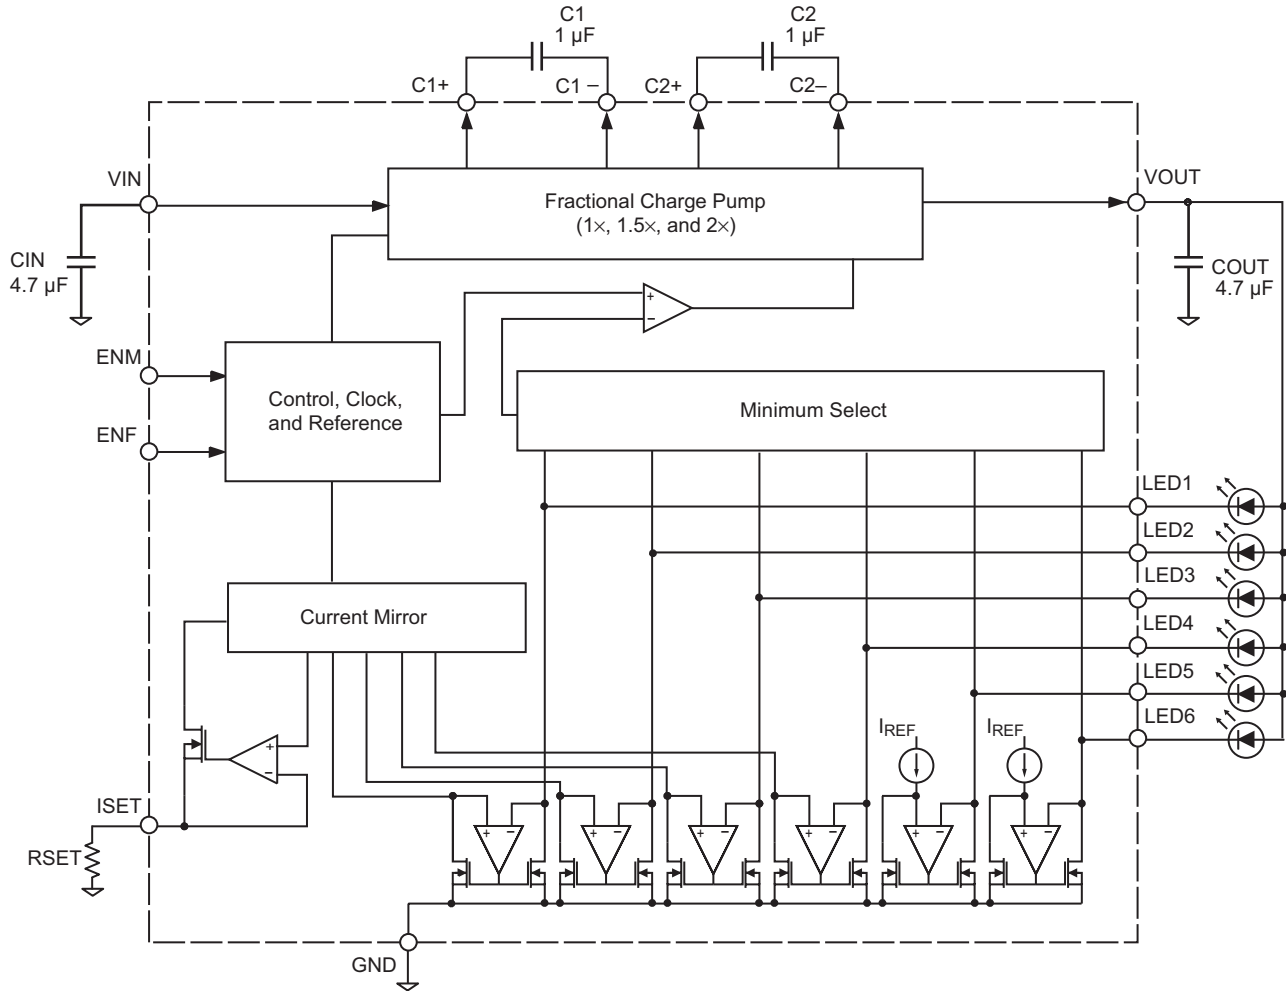 C1
1 µF
C2
1 µF
C1+
C1 –
C2+
C2–
VIN
VOUT
Fractional Charge Pump
(1×, 1.5×, and 2×)
CIN
4.7 µF
COUT
4.7 µF
+
–
ENM
Control, Clock,
and Reference
Minimum Select
ENF
LED1
LED2
LED3
LED4
LED5
LED6
Current Mirror
IREF
IREF
+
–
ISET
RSET
+ –
+ –
+ –
+ –
+ –
+ –
GND